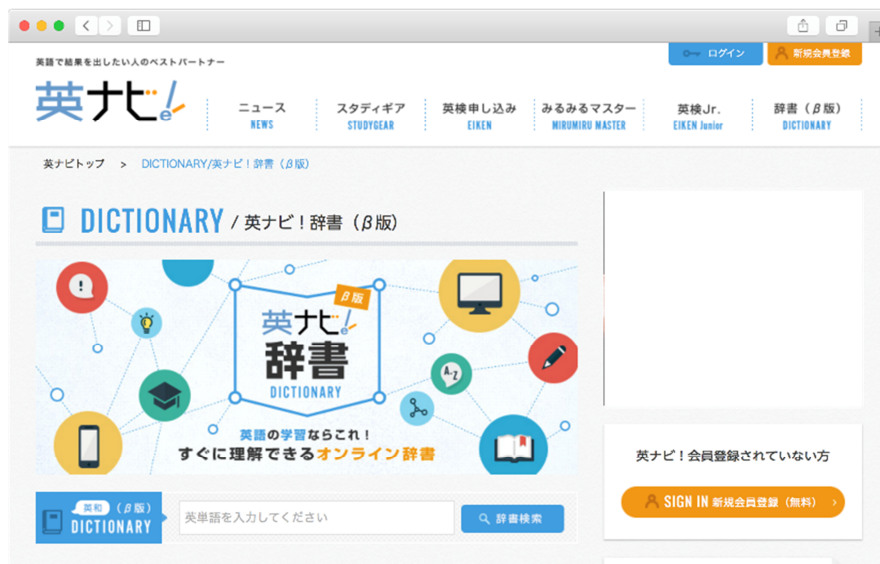 英語で結果を出したい人のベストパートナー
ログイン
新規会員登録
英ナビ!e
ニュース
NEWS
スタディギア
STUDYGEAR
英検申し込み
EIKEN
みるみるマスター
MIRUMIRU MASTER
英検Jr.
EIKEN Junior
辞書（β版）
DICTIONARY
英ナビトップ > DICTIONARY/英ナビ！辞書（β版）
DICTIONARY / 英ナビ！辞書（β版）
!
β版
英ナビ!e
辞書
DICTIONARY
A-Z
英語の学習ならこれ！
すぐに理解できるオンライン辞書
英和（β版）
DICTIONARY
英単語を入力してください
辞書検索
英ナビ！会員登録されていない方
SIGN IN 新規会員登録（無料）